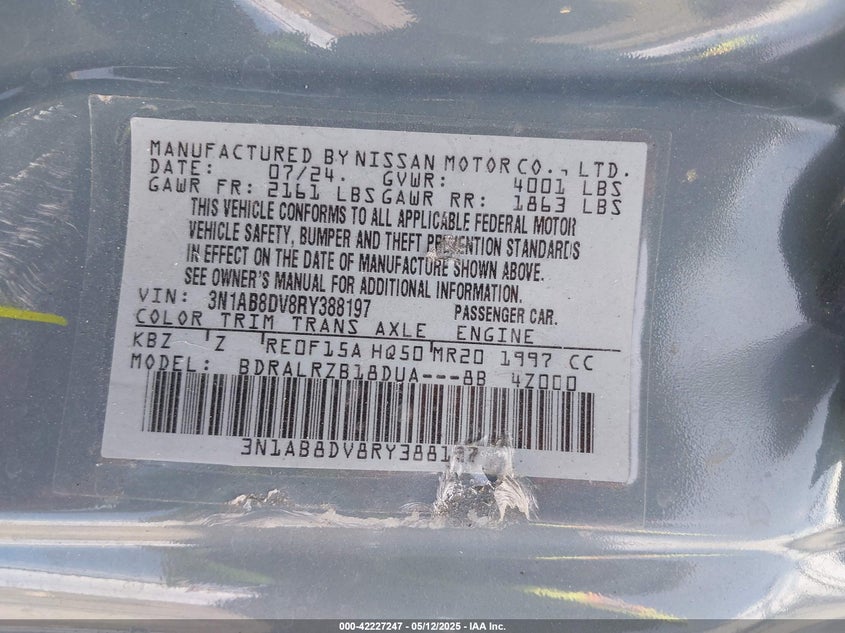 MANUFACTURED BY NISSAN MOTOR CO., LTD.
DATE: 07/24. GVWR: 4001 LBS
GAWR FR: 2161 LBS GAWR RR: 1863 LBS
THIS VEHICLE CONFORMS TO ALL APPLICABLE FEDERAL MOTOR
VEHICLE SAFETY, BUMPER AND THEFT PREVENTION STANDARDS
IN EFFECT ON THE DATE OF MANUFACTURE SHOWN ABOVE.
SEE OWNER'S MANUAL FOR ADDITIONAL INFORMATION.
VIN: 3N1AB8DV8RY388197 PASSENGER CAR.
COLOR TRIM TRANS AXLE ENGINE
KBZ Z RE0F15A HQ50 MR20 1997 CC
MODEL: BDRALRZB18DUA---8B 4Z000
3N1AB8DV8RY388197
000-42227247 - 05/12/2025 - IAA Inc.